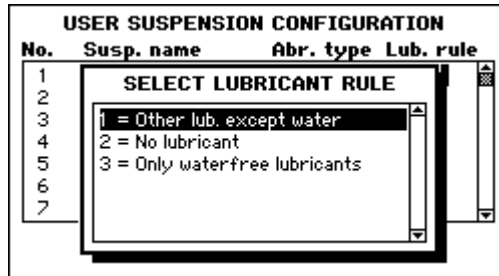 USER SUSPENSION CONFIGURATION
No. Susp. name Abr. type Lub. rule
1
SELECT LUBRICANT RULE
2
3
1 = Other lub. except water
4
2 = No lubricant
5
3 = Only waterfree lubricants
6
7